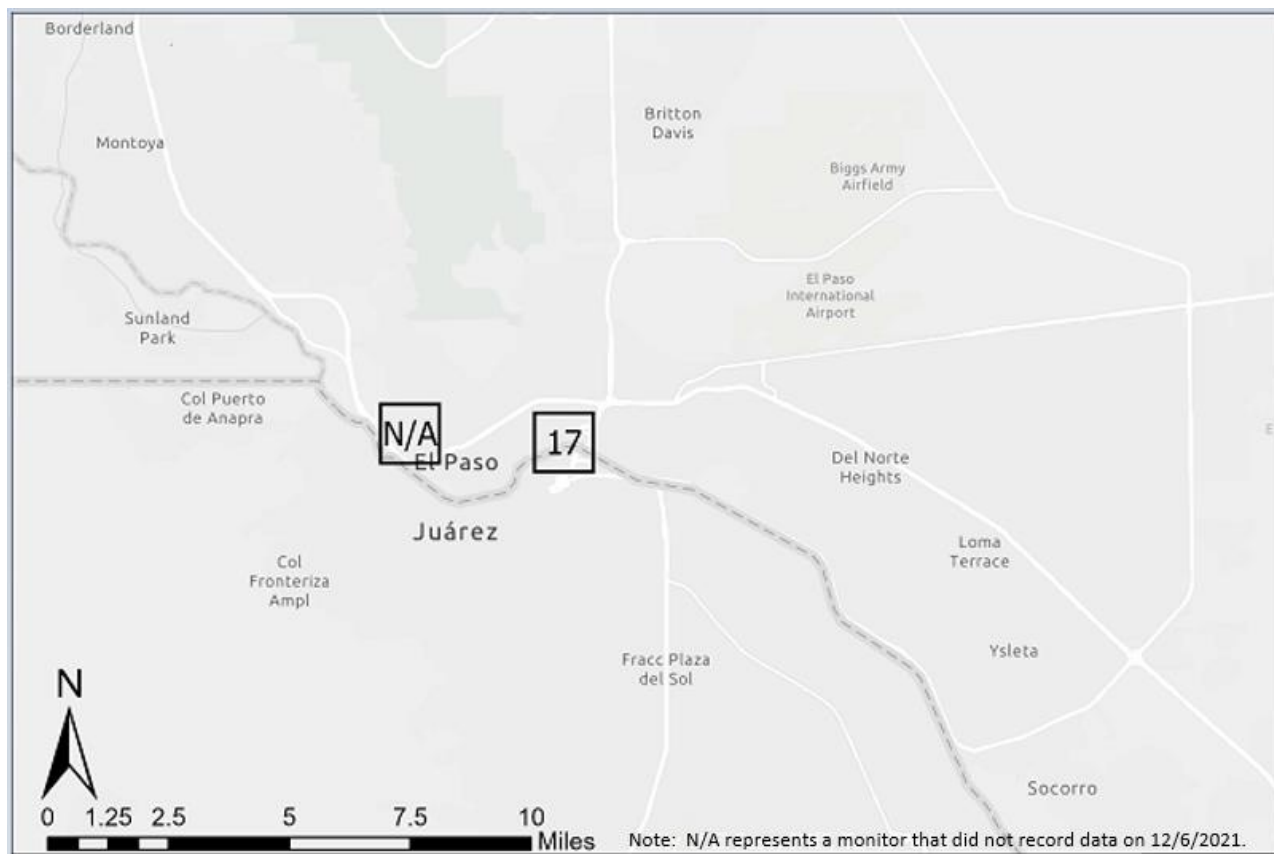 Borderland
Montoya
Britton
Davis
Biggs Army
Airfield
El Paso
International
Airport
Sunland
Park
Col Puerto
de Anapra
N/A
17
El Paso
Del Norte
Heights
Juárez
Loma
Terrace
Col
Fronteriza
Ampl
Ysleta
Fracc Plaza
del Sol
N
Socorro
0 1.25 2.5 5 7.5 10
Miles
Note: N/A represents a monitor that did not record data on 12/6/2021.